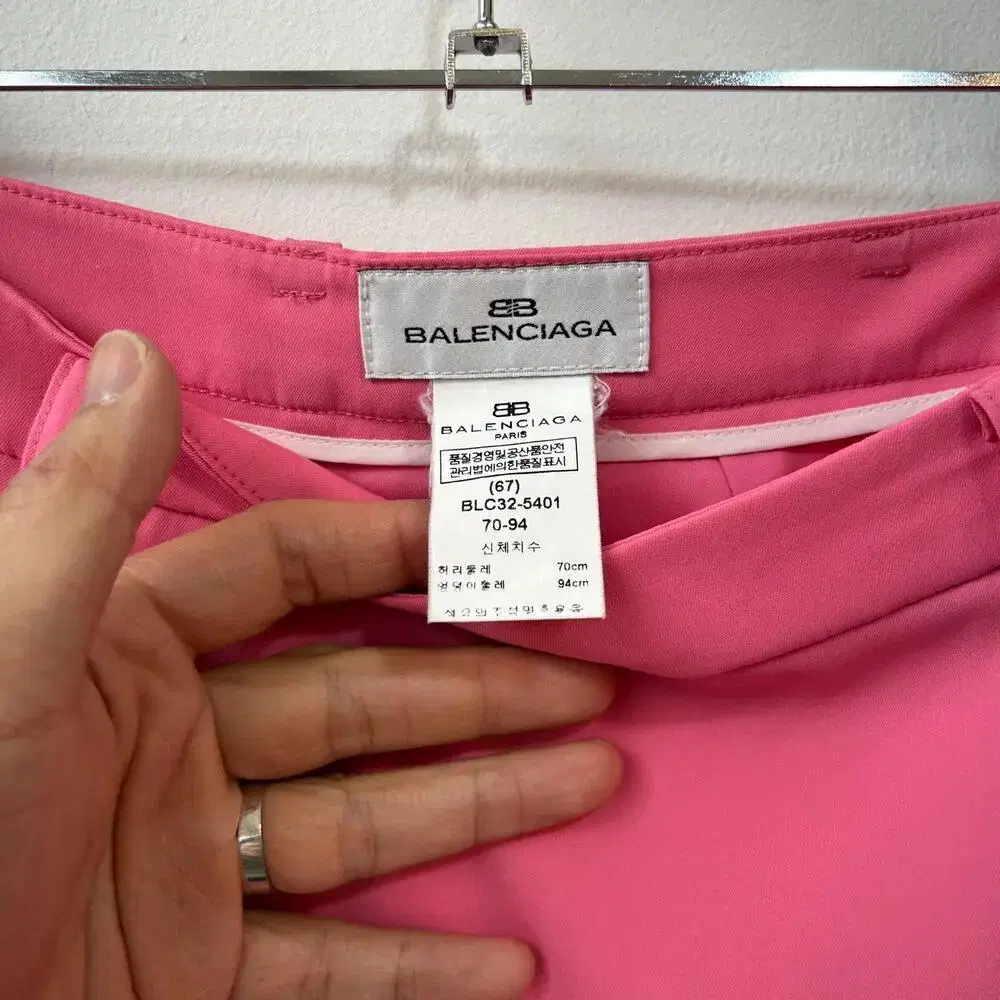 BB
BALENCIAGA
BB
BALENCIAGA
PARIS
품질경영및공산품안전
관리법에의한품질표시
(67)
BLC32-5401
70-94
신체치수
허리둘레 70cm
엉덩이둘레 94cm